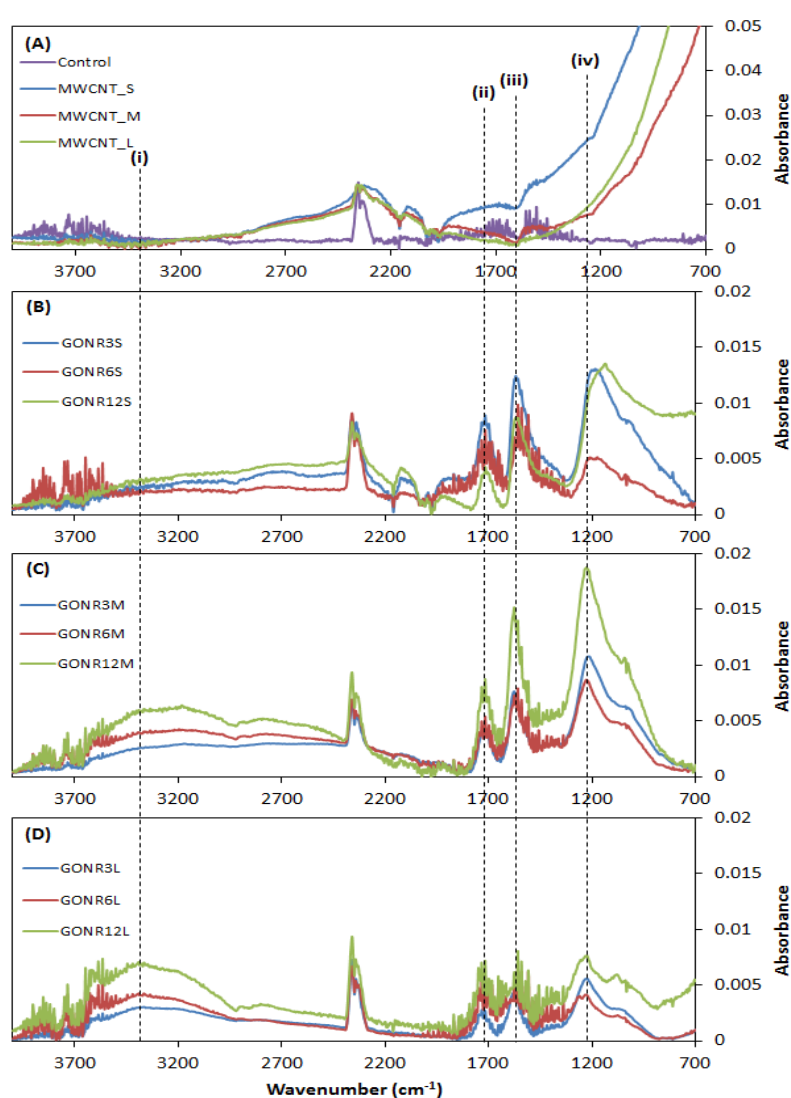 (A)
Control
MWCNT_S
MWCNT_M
MWCNT_L
(i)
(ii)
(iii)
(iv)
0.05
0.04
0.03
0.02
0.01
0
Absorbance
3700 3200 2700 2200 1700 1200 700
(B)
GONR3S
GONR6S
GONR12S
0.02
0.015
0.01
0.005
0
Absorbance
3700 3200 2700 2200 1700 1200 700
(C)
GONR3M
GONR6M
GONR12M
0.02
0.015
0.01
0.005
0
Absorbance
3700 3200 2700 2200 1700 1200 700
(D)
GONR3L
GONR6L
GONR12L
0.02
0.015
0.01
0.005
0
Absorbance
3700 3200 2700 2200 1700 1200 700
Wavenumber (cm⁻¹)